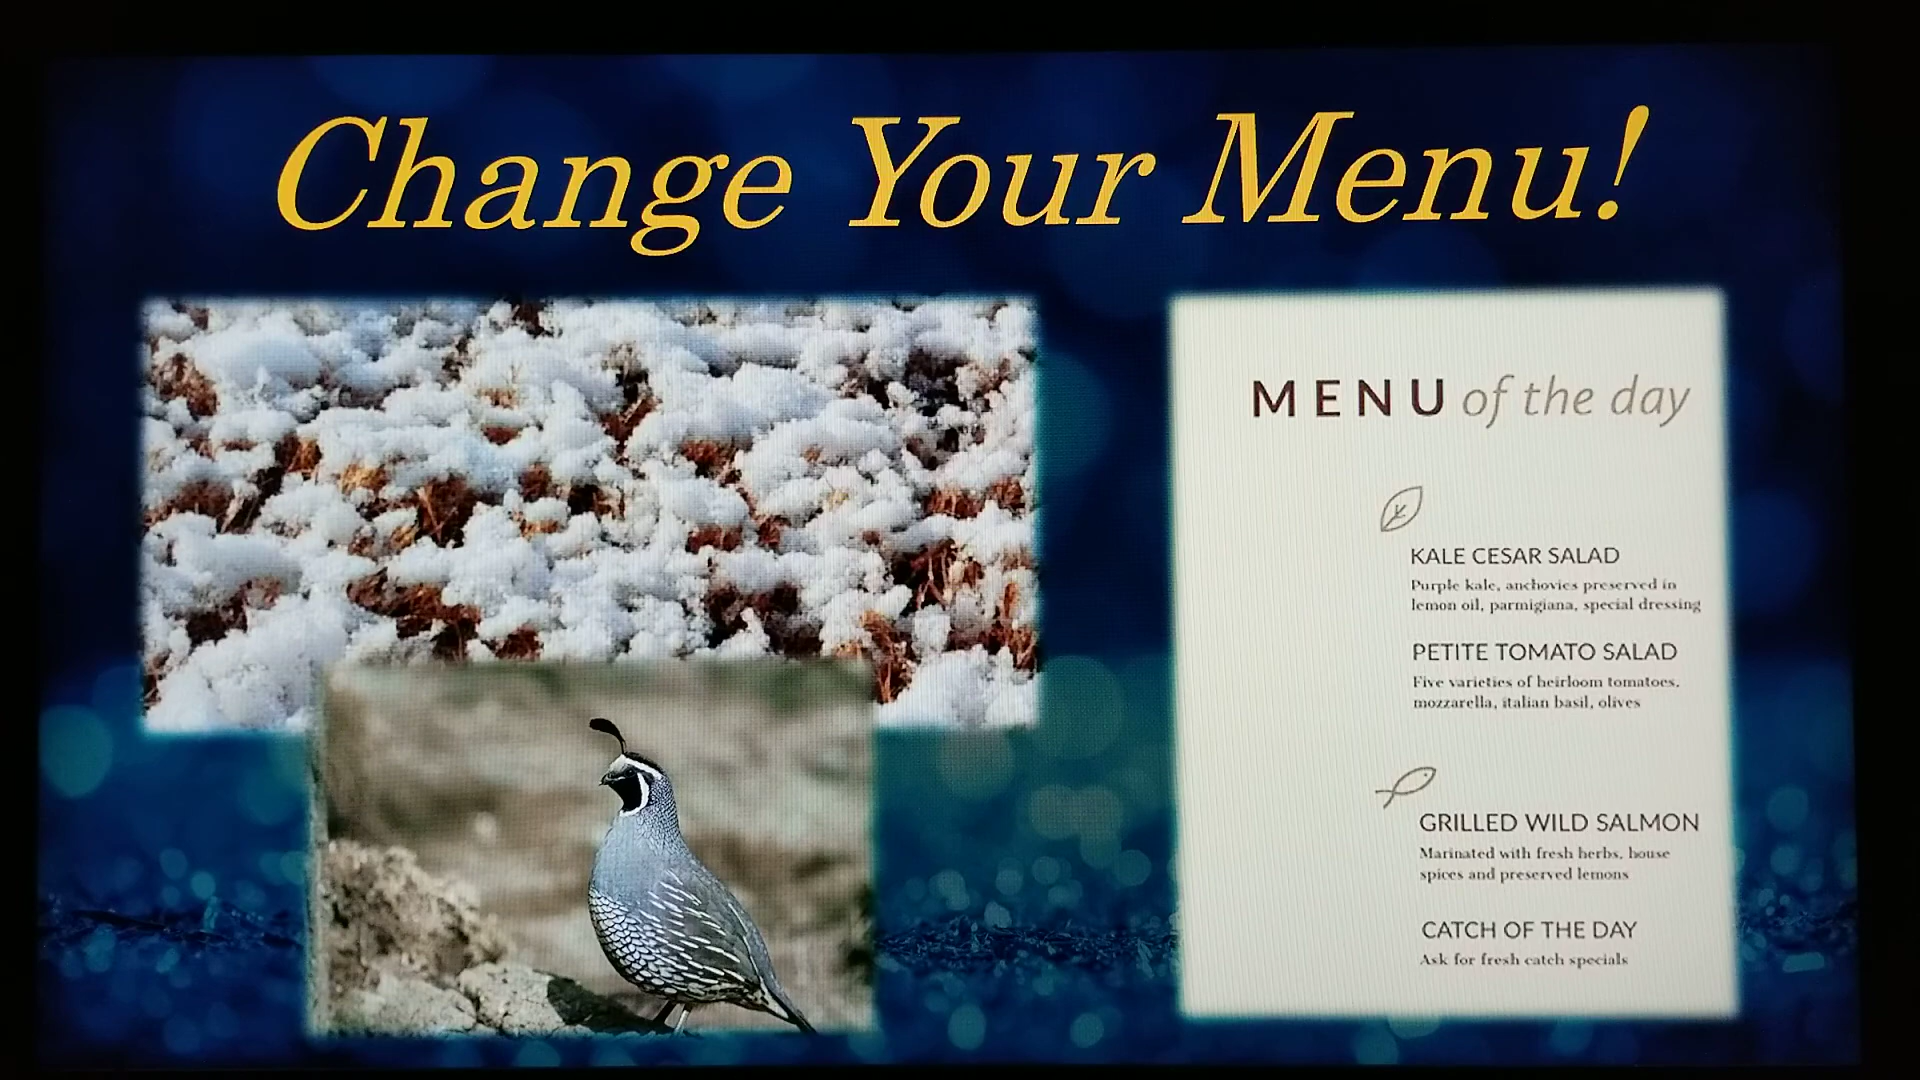 Change Your Menu!
MENU of the day
KALE CESAR SALAD
Purple kale, anchovies preserved in
lemon oil, parmigiana, special dressing
PETITE TOMATO SALAD
Five varieties of heirloom tomatoes,
mozzarella, italian basil, olives
GRILLED WILD SALMON
Marinated with fresh herbs, house
spices and preserved lemons
CATCH OF THE DAY
Ask for fresh catch specials